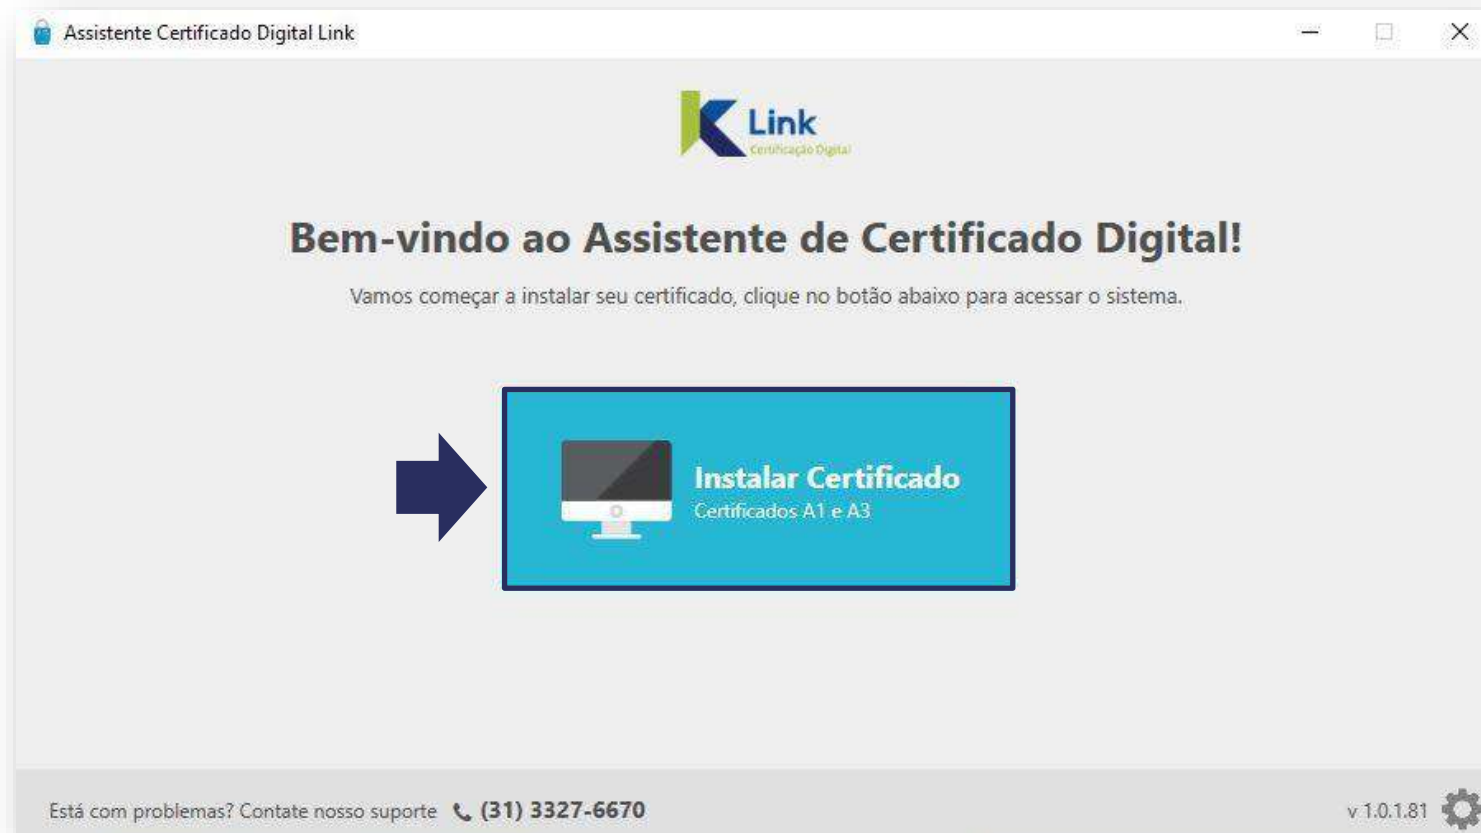 Assistente Certificado Digital Link
Link
Certificação Digital
Bem-vindo ao Assistente de Certificado Digital!
Vamos começar a instalar seu certificado, clique no botão abaixo para acessar o sistema.
Instalar Certificado
Certificados A1 e A3
Está com problemas? Contate nosso suporte (31) 3327-6670
v 1.0.1.81